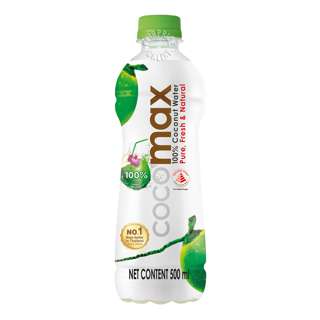 cocomax
100% Coconut Water
Pure, Fresh & Natural
100%
NO.1
NET CONTENT 500 ml